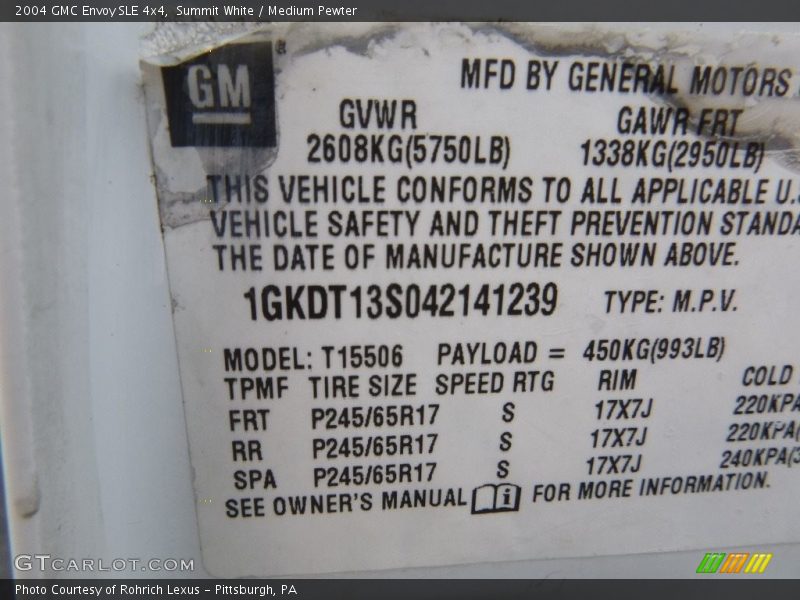 2004 GMC Envoy SLE 4x4, Summit White / Medium Pewter
GM
MFD BY GENERAL MOTORS
GVWR GAWR FRT
2608KG(5750LB) 1338KG(2950LB)
THIS VEHICLE CONFORMS TO ALL APPLICABLE U.S
VEHICLE SAFETY AND THEFT PREVENTION STANDA
THE DATE OF MANUFACTURE SHOWN ABOVE.
1GKDT13S042141239 TYPE: M.P.V.
MODEL: T15506 PAYLOAD = 450KG(993LB)
TPMF TIRE SIZE SPEED RTG RIM COLD
FRT P245/65R17 S 17X7J 220KPA
RR P245/65R17 S 17X7J 220KPA(
SPA P245/65R17 S 17X7J 240KPA(3
SEE OWNER'S MANUAL i FOR MORE INFORMATION.
GTCARLOT.COM
Photo Courtesy of Rohrich Lexus - Pittsburgh, PA